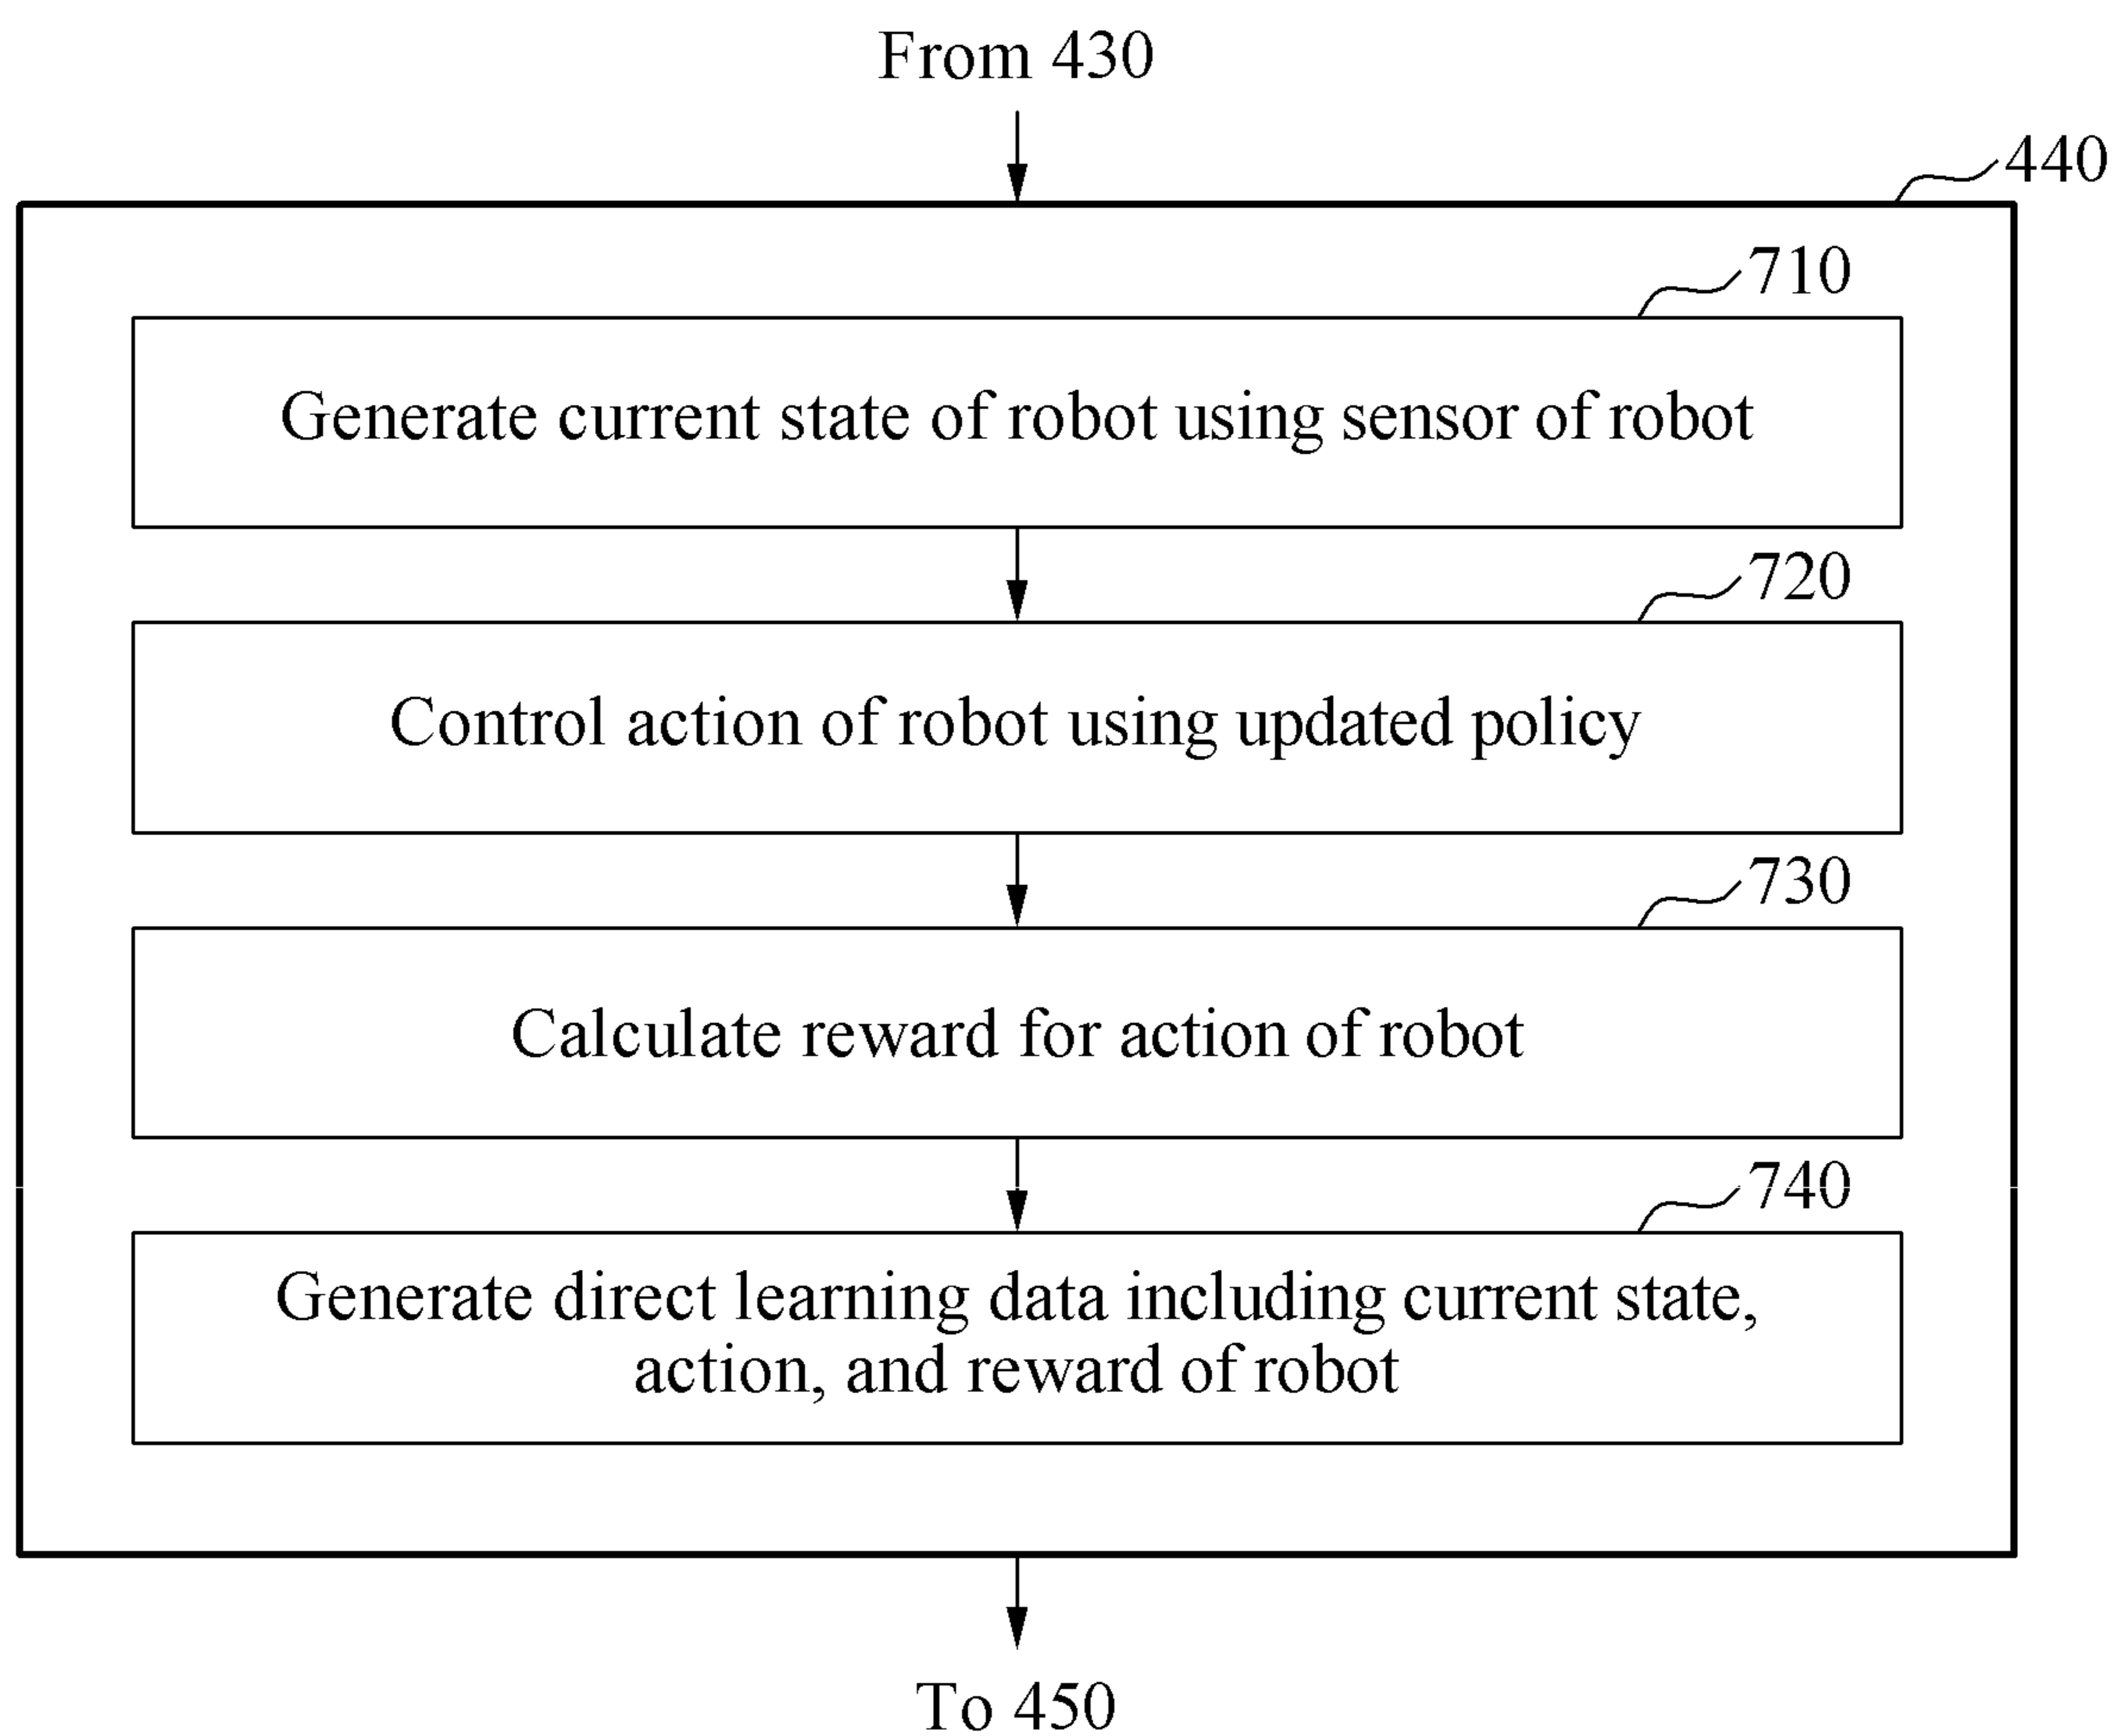 From 430
440
710
Generate current state of robot using sensor of robot
720
Control action of robot using updated policy
730
Calculate reward for action of robot
740
Generate direct learning data including current state,
action, and reward of robot
To 450